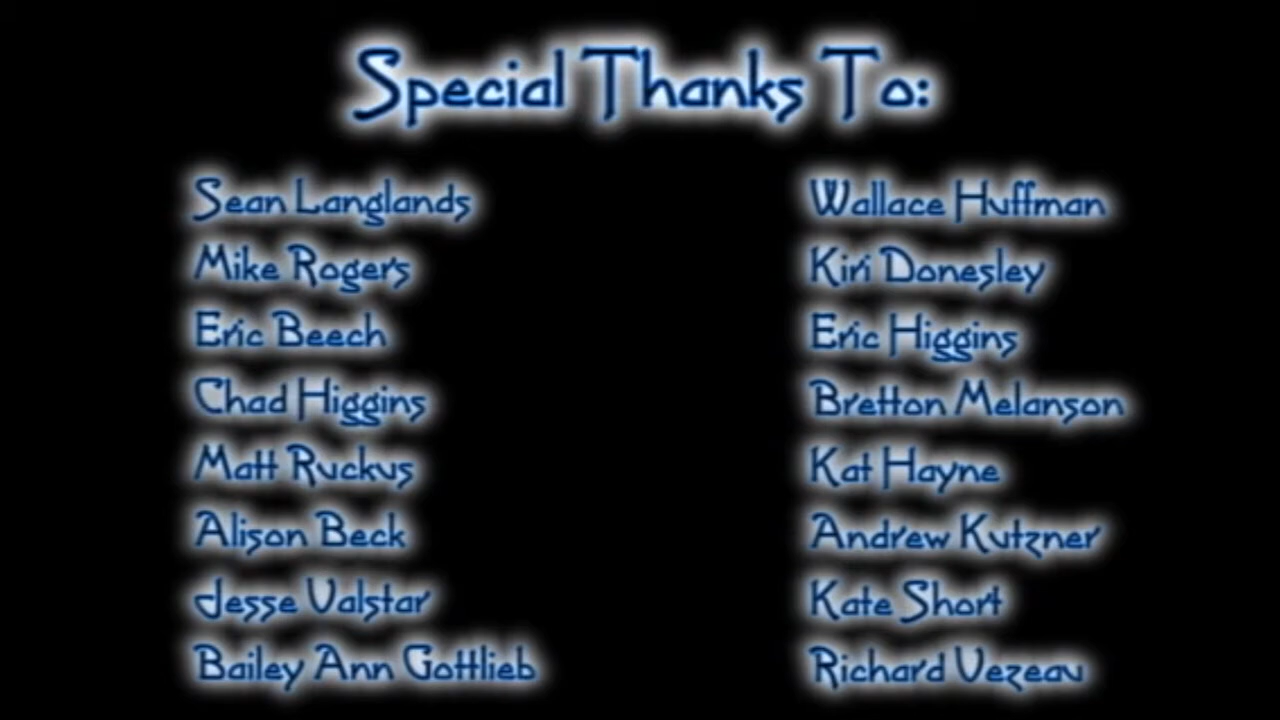 Special Thanks To:
Sean Langlands
Mike Rogers
Eric Beech
Chad Higgins
Matt Ruckus
Alison Beck
Jesse Valstar
Bailey Ann Gottlieb
Wallace Huffman
Kiri Donesley
Eric Higgins
Bretton Melanson
Kat Hayne
Andrew Kutzner
Kate Short
Richard Vezeau